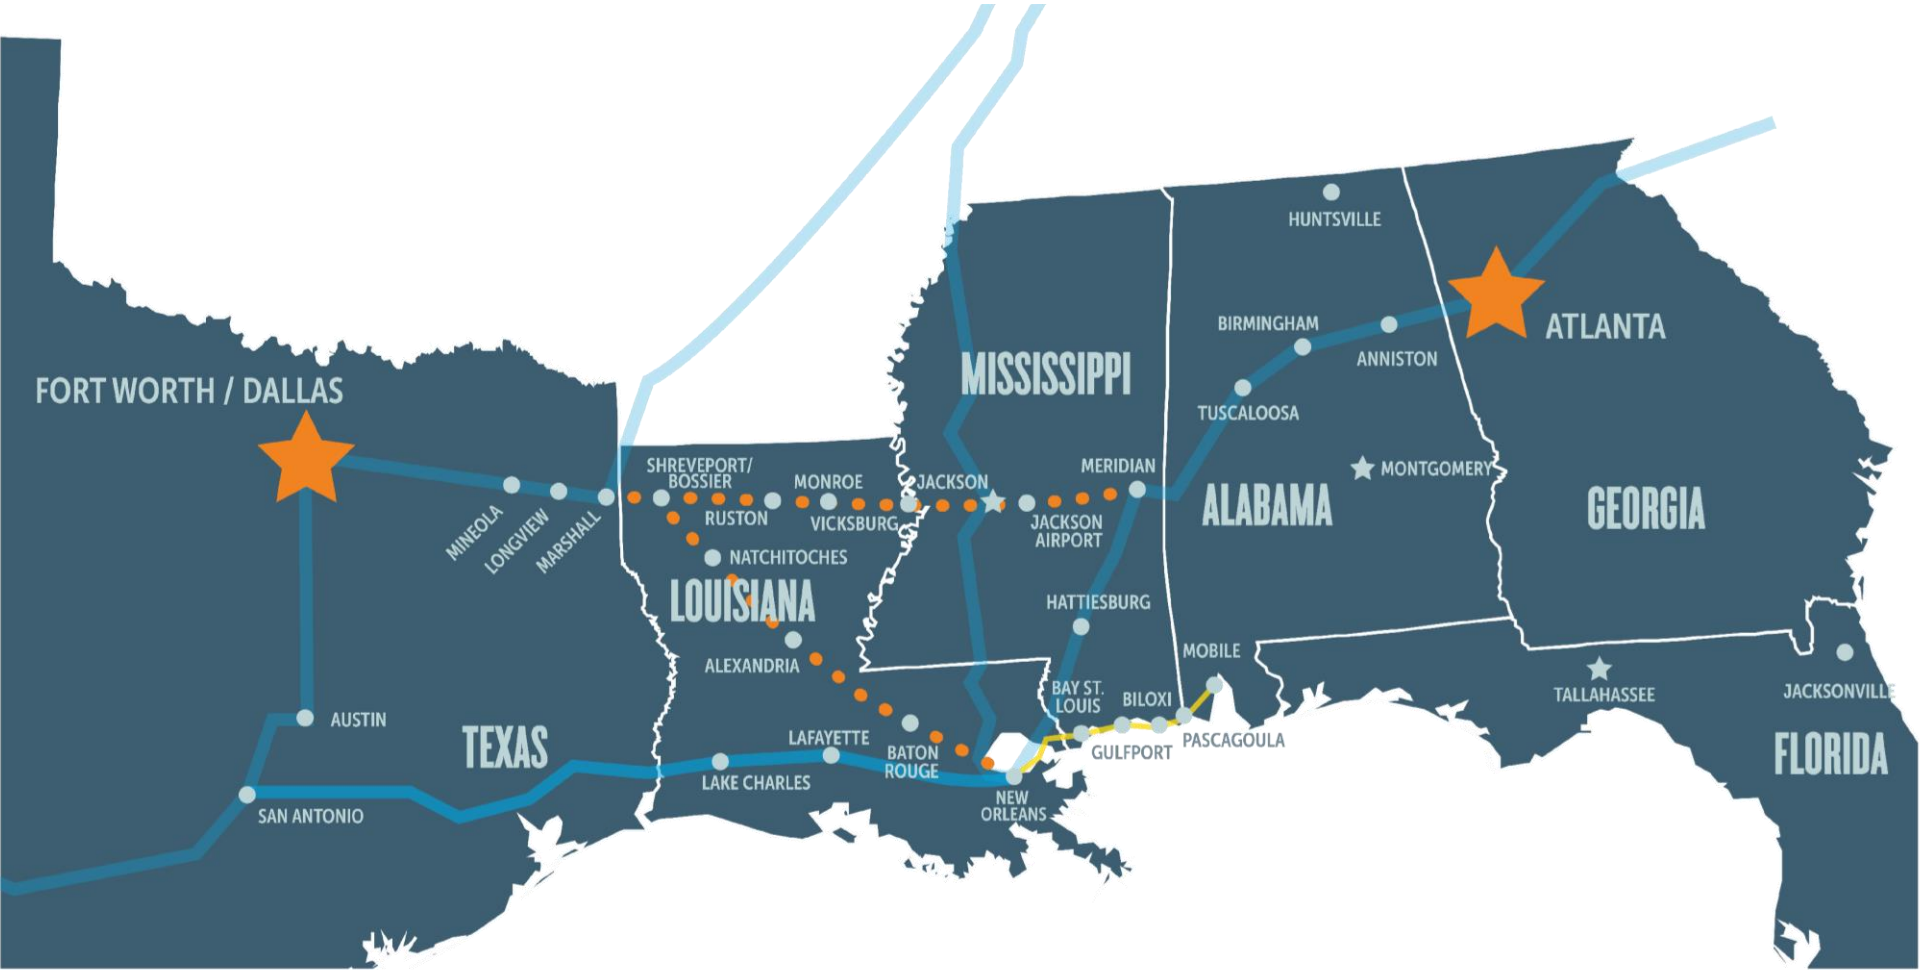 HUNTSVILLE
BIRMINGHAM
ATLANTA
ANNISTON
MISSISSIPPI
FORT WORTH / DALLAS
TUSCALOOSA
SHREVEPORT/
BOSSIER
MERIDIAN
MONTGOMERY
MONROE
JACKSON
ALABAMA
GEORGIA
RUSTON
VICKSBURG
JACKSON
AIRPORT
MINEOLA
LONGVIEW
MARSHALL
NATCHITOCHES
LOUISIANA
HATTIESBURG
MOBILE
ALEXANDRIA
BAY ST.
LOUIS
BILOXI
TALLAHASSEE
JACKSONVILLE
AUSTIN
TEXAS
LAFAYETTE
BATON
ROUGE
GULFPORT
PASCAGOULA
FLORIDA
LAKE CHARLES
NEW
ORLEANS
SAN ANTONIO